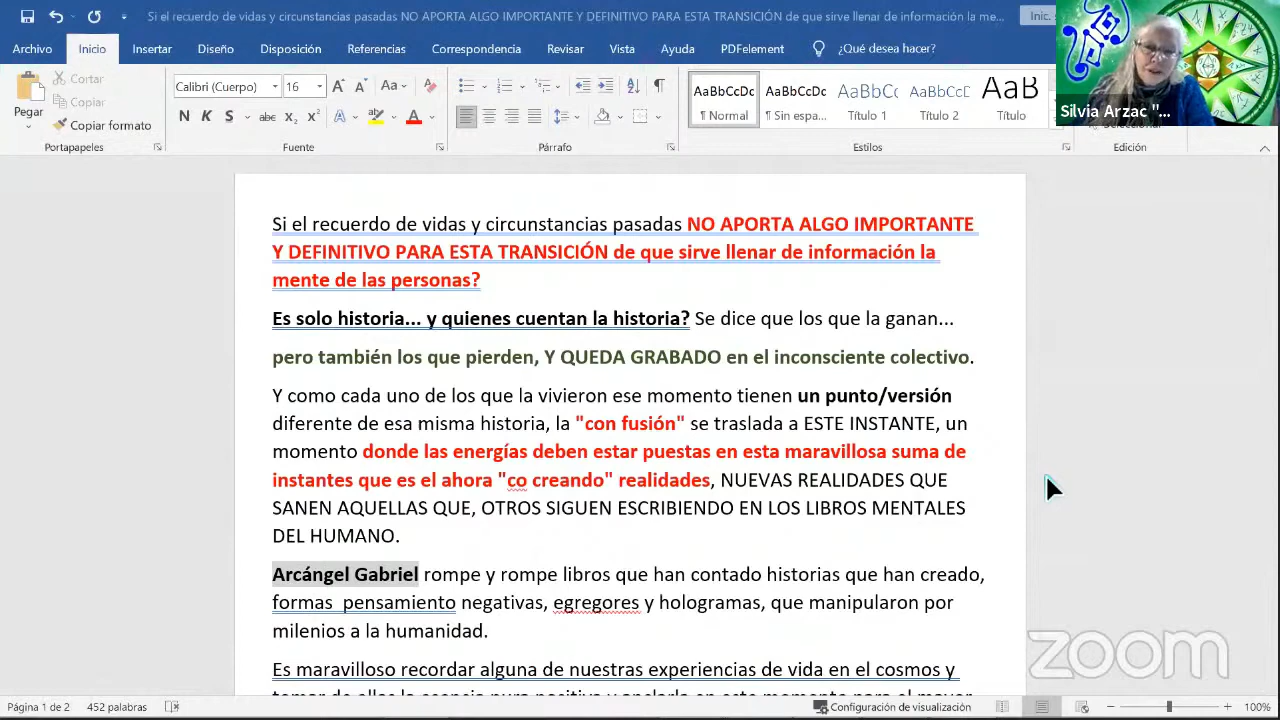 Si el recuerdo de vidas y circunstancias pasadas NO APORTA ALGO IMPORTANTE Y DEFINITIVO PARA ESTA TRANSICIÓN de que sirve llenar de información la me...
Inic. s
Archivo Inicio Insertar Diseño Disposición Referencias Correspondencia Revisar Vista Ayuda PDFelement ¿Qué desea hacer?
Pegar
Cortar
Copiar
Copiar formato
Portapapeles
Calibri (Cuerpo) 16
N K S abc x₂ x²
Fuente
Párrafo
AaBbCcDc AaBbCcDc AaBbCc AaBbCcDc AaB
¶ Normal ¶ Sin espa... Título 1 Título 2 Título
Estilos
Edición
Silvia Arzac "...
Si el recuerdo de vidas y circunstancias pasadas NO APORTA ALGO IMPORTANTE
Y DEFINITIVO PARA ESTA TRANSICIÓN de que sirve llenar de información la
mente de las personas?
Es solo historia... y quienes cuentan la historia? Se dice que los que la ganan...
pero también los que pierden, Y QUEDA GRABADO en el inconsciente colectivo.
Y como cada uno de los que la vivieron ese momento tienen un punto/versión
diferente de esa misma historia, la "con fusión" se traslada a ESTE INSTANTE, un
momento donde las energías deben estar puestas en esta maravillosa suma de
instantes que es el ahora "co creando" realidades, NUEVAS REALIDADES QUE
SANEN AQUELLAS QUE, OTROS SIGUEN ESCRIBIENDO EN LOS LIBROS MENTALES
DEL HUMANO.
Arcángel Gabriel rompe y rompe libros que han contado historias que han creado,
formas pensamiento negativas, egregores y hologramas, que manipularon por
milenios a la humanidad.
Es maravilloso recordar alguna de nuestras experiencias de vida en el cosmos y
zoom
Página 1 de 2 452 palabras Configuración de visualización 100%